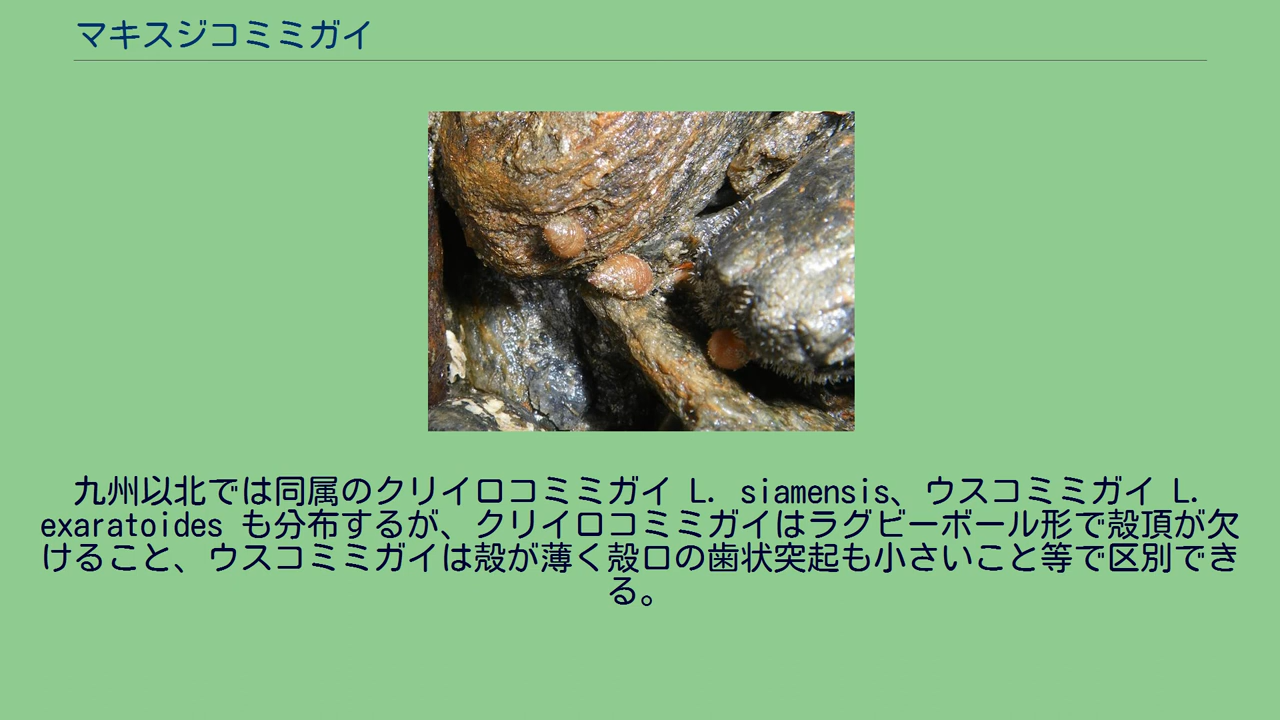 マキスジコミミガイ
九州以北では同属のクリイロコミミガイ L. siamensis、ウスコミミガイ L.
exaratoides も分布するが、クリイロコミミガイはラグビーボール形で殻頂が欠
けること、ウスコミミガイは殻が薄く殻口の歯状突起も小さいこと等で区別でき
る。